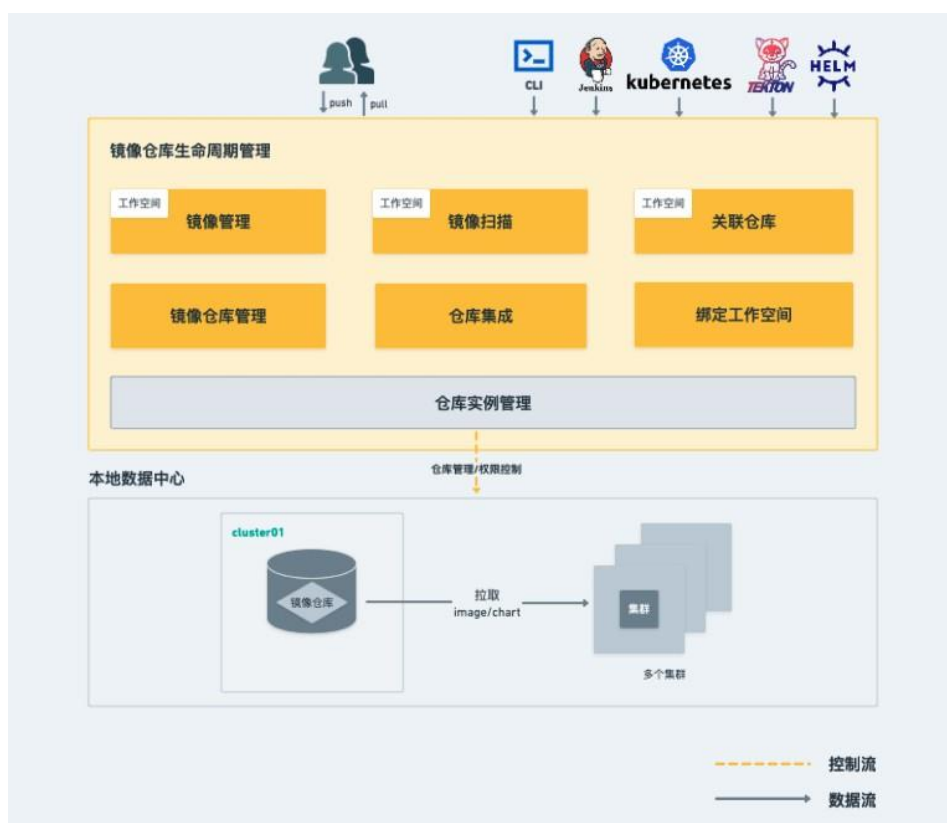 push
pull
CLI
Jenkins
kubernetes
TEKTON
HELM
镜像仓库生命周期管理
工作空间
镜像管理
工作空间
镜像扫描
工作空间
关联仓库
镜像仓库管理
仓库集成
绑定工作空间
仓库实例管理
仓库管理/权限控制
本地数据中心
cluster01
镜像仓库
拉取
image/chart
集群
多个集群
控制流
数据流